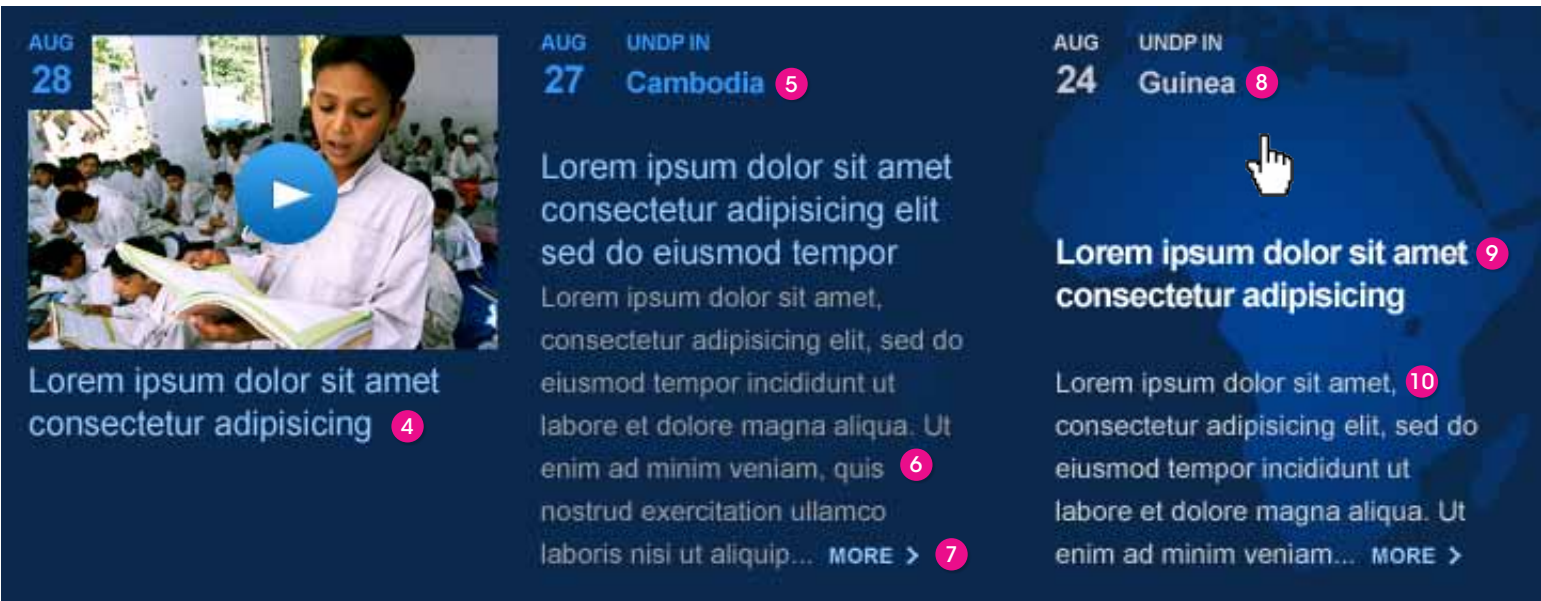 AUG
28
Lorem ipsum dolor sit amet
consectetur adipisicing 4
AUG UNDP IN
27 Cambodia 5
Lorem ipsum dolor sit amet
consectetur adipisicing elit
sed do eiusmod tempor
Lorem ipsum dolor sit amet,
consectetur adipisicing elit, sed do
eiusmod tempor incididunt ut
labore et dolore magna aliqua. Ut
enim ad minim veniam, quis 6
nostrud exercitation ullamco
laboris nisi ut aliquip... MORE > 7
AUG UNDP IN
24 Guinea 8
Lorem ipsum dolor sit amet 9
consectetur adipisicing
Lorem ipsum dolor sit amet, 10
consectetur adipisicing elit, sed do
eiusmod tempor incididunt ut
labore et dolore magna aliqua. Ut
enim ad minim veniam... MORE >